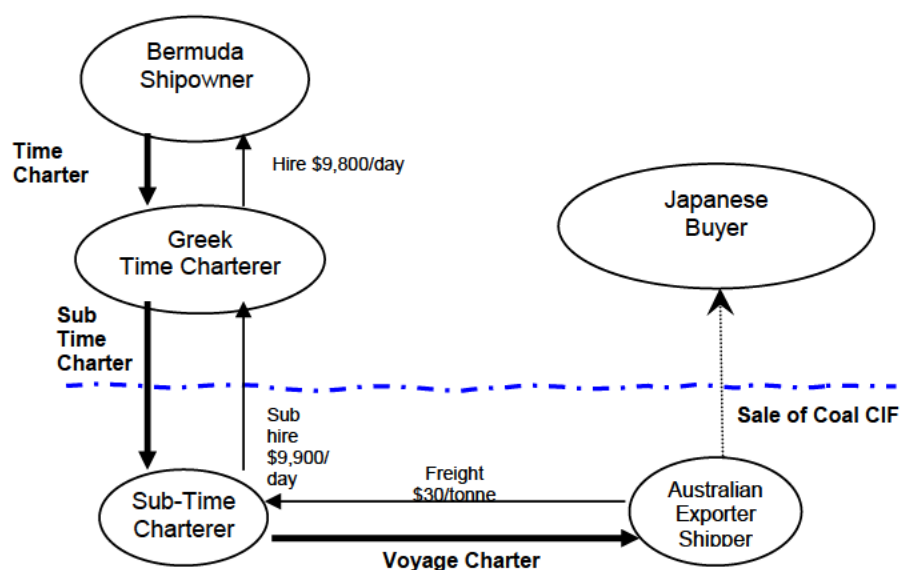 Bermuda
Shipowner
Time
Charter
Hire $9,800/day
Japanese
Buyer
Greek
Time Charterer
Sub
Time
Charter
Sale of Coal CIF
Sub
hire
$9,900/
day
Freight
$30/tonne
Sub-Time
Charterer
Australian
Exporter
Shipper
Voyage Charter